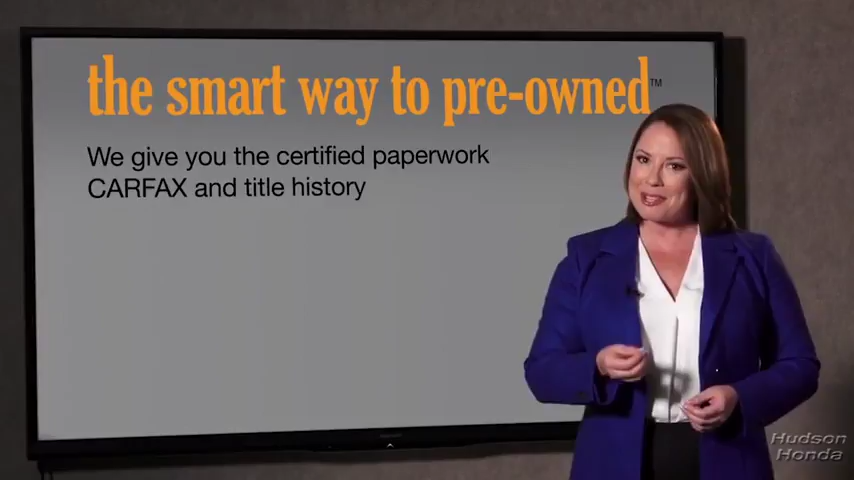 the smart way to pre-owned™
We give you the certified paperwork
CARFAX and title history
Hudson
Honda